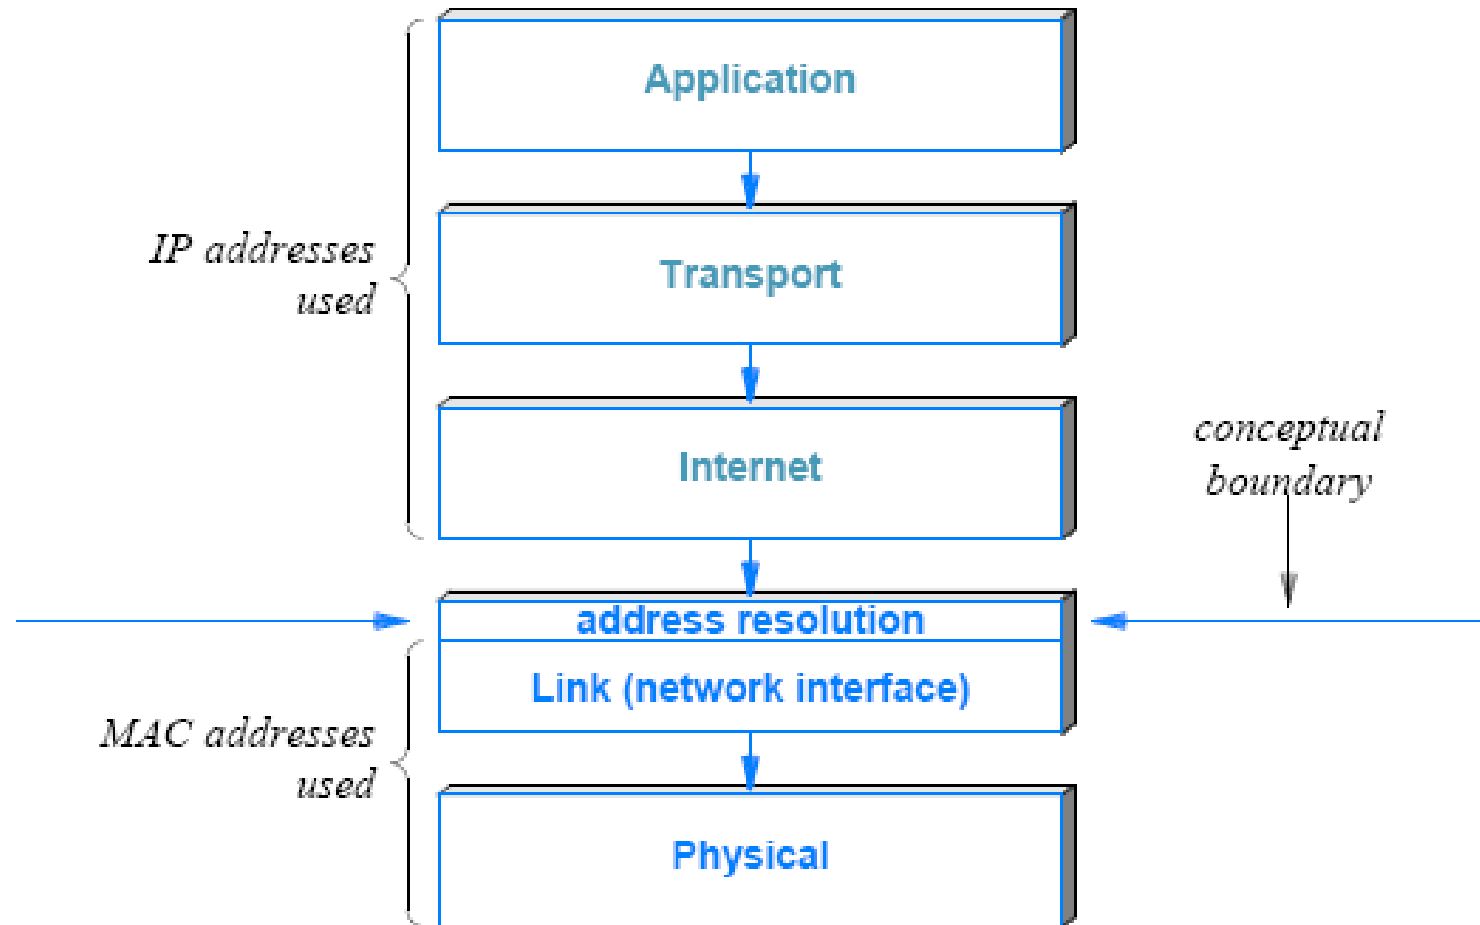 Application
IP addresses
used
Transport
Internet
conceptual
boundary
address resolution
Link (network interface)
MAC addresses
used
Physical